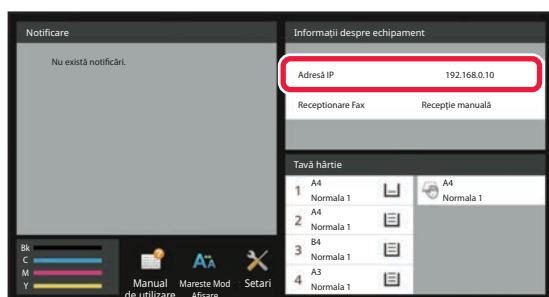 Notificare
Nu există notificări.
Informații despre echipament
Adresă IP 192.168.0.10
Receptionare Fax Recepție manuală
Tavă hârtie
1 A4 Normala 1
A4 Normala 1
2 A4 Normala 1
3 B4 Normala 1
4 A3 Normala 1
Bk
C
M
Y
Manual de utilizare
Mareste Mod Afisare
Setari